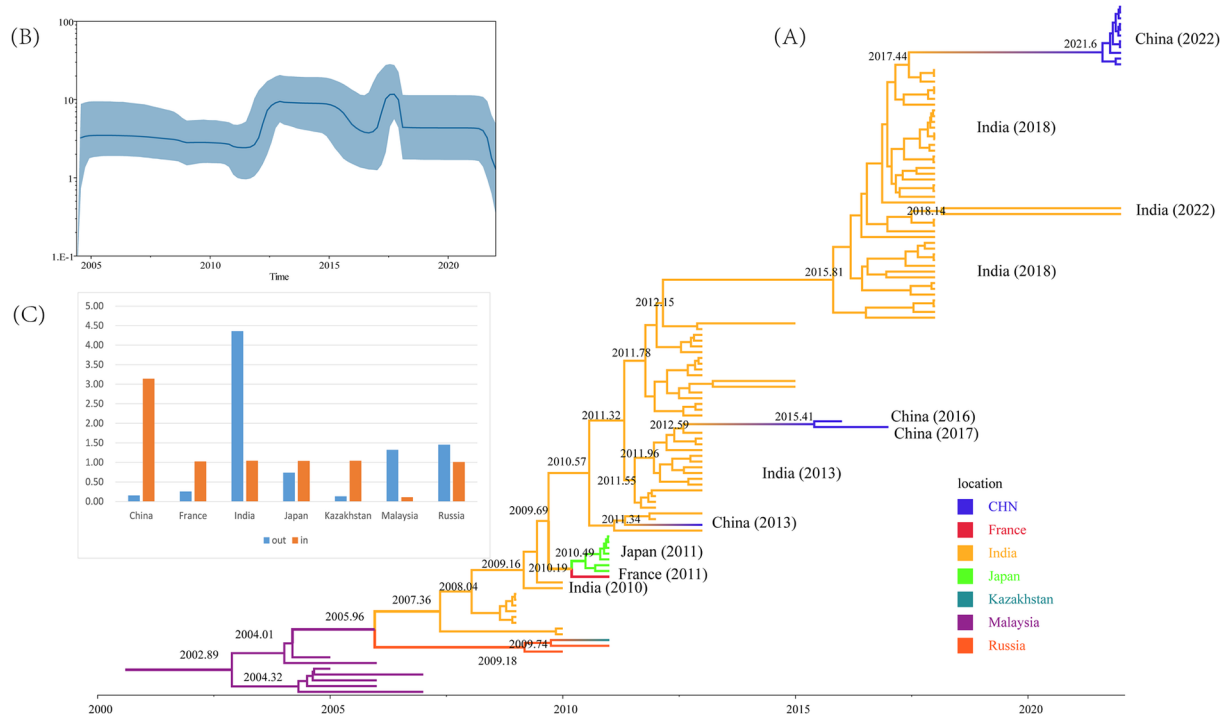 (B)
100
10
1
1.E-1
2005
2010
2015
2020
Time
(C)
5.00
4.50
4.00
3.50
3.00
2.50
2.00
1.50
1.00
0.50
0.00
China
France
India
Japan
Kazakhstan
Malaysia
Russia
out
in
(A)
2021.6
China (2022)
2017.44
India (2018)
2018.14
India (2022)
2015.81
India (2018)
2012.15
2011.78
2011.32
2012.59
2015.41
China (2016)
China (2017)
2011.96
2010.57
2011.55
India (2013)
2009.69
2011.34
China (2013)
2010.49
Japan (2011)
2009.16
2010.19
France (2011)
2008.04
India (2010)
2007.36
2005.96
2004.01
2009.74
2002.89
2009.18
2004.32
location
CHN
France
India
Japan
Kazakhstan
Malaysia
Russia
2000
2005
2010
2015
2020